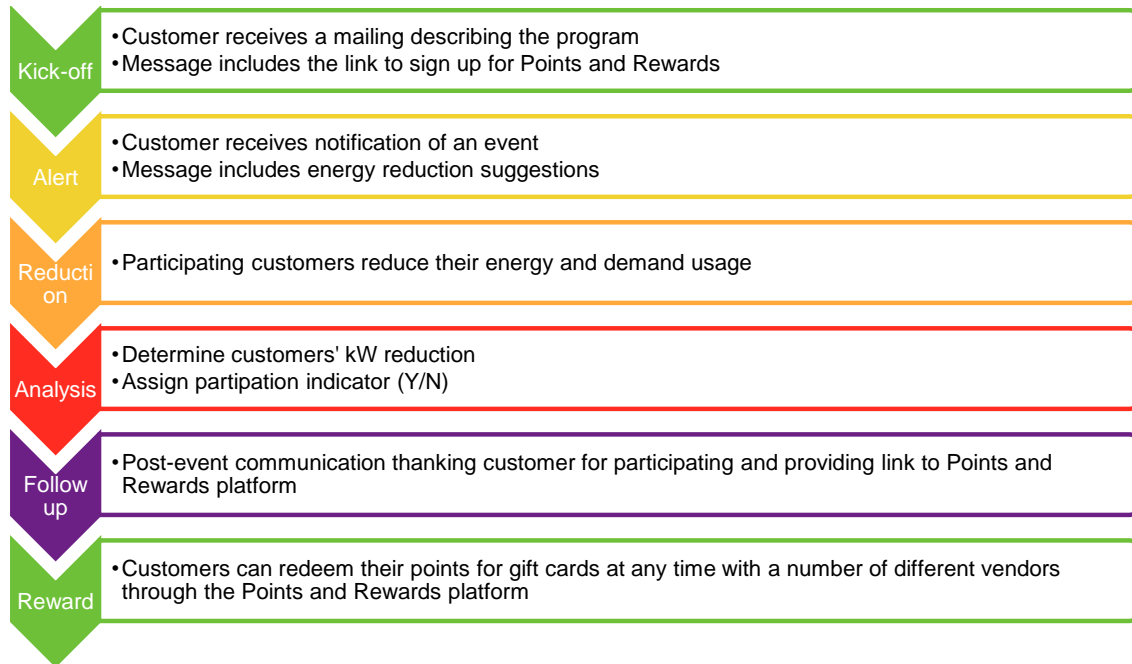 Kick-off
•Customer receives a mailing describing the program
•Message includes the link to sign up for Points and Rewards
Alert
•Customer receives notification of an event
•Message includes energy reduction suggestions
Reducti
on
•Participating customers reduce their energy and demand usage
Analysis
•Determine customers' kW reduction
•Assign partipation indicator (Y/N)
Follow
up
•Post-event communication thanking customer for participating and providing link to Points and
Rewards platform
Reward
•Customers can redeem their points for gift cards at any time with a number of different vendors
through the Points and Rewards platform